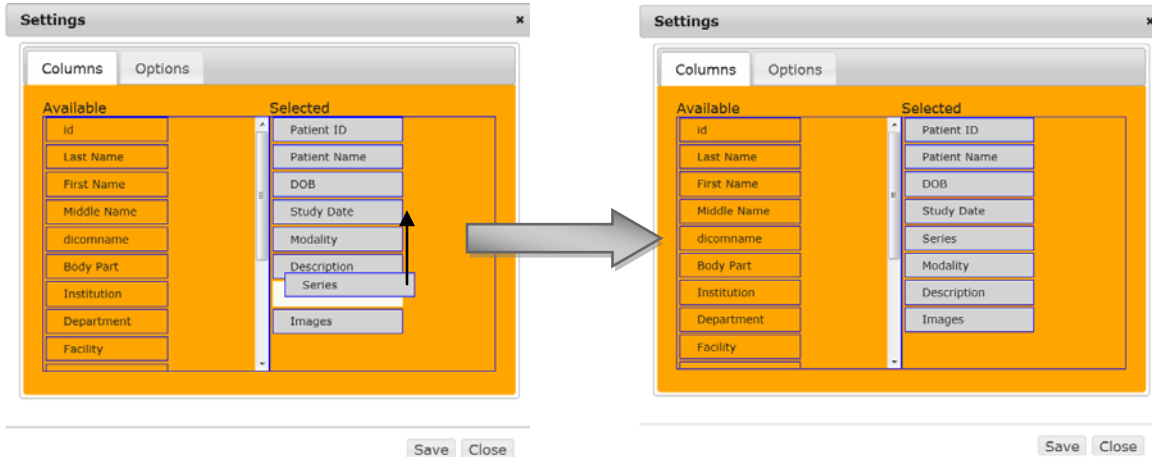 Settings ×
Columns Options
Available Selected
id Patient ID
Last Name Patient Name
First Name DOB
Middle Name Study Date
dicomname Modality
Body Part Description
Series
Institution
Department Images
Facility
Save Close
Settings ×
Columns Options
Available Selected
id Patient ID
Last Name Patient Name
First Name DOB
Middle Name Study Date
dicomname Series
Body Part Modality
Institution Description
Department Images
Facility
Save Close